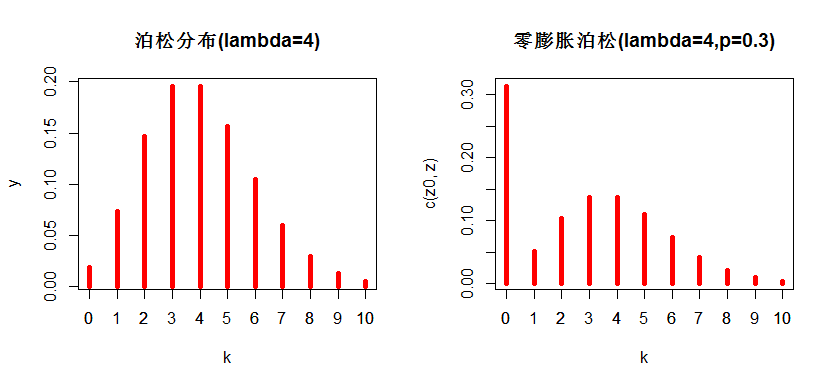 泊松分布(lambda=4)
y
0.00 0.05 0.10 0.15 0.20
0 1 2 3 4 5 6 7 8 9 10
k
零膨胀泊松(lambda=4,p=0.3)
c(z0, z)
0.00 0.10 0.20 0.30
0 1 2 3 4 5 6 7 8 9 10
k